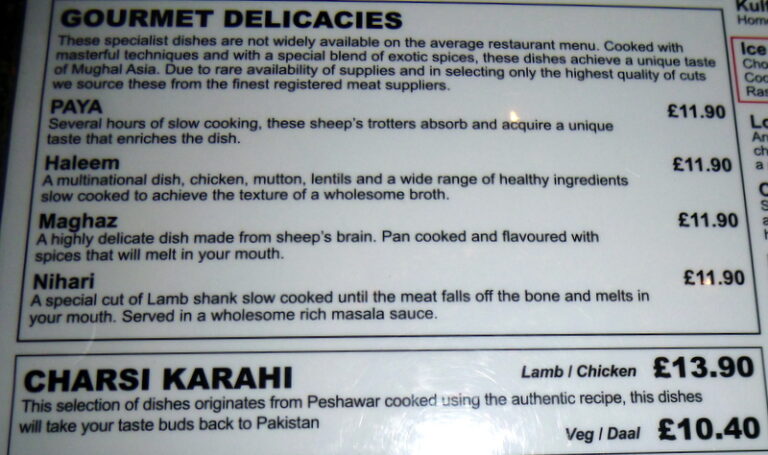 GOURMET DELICACIES
These specialist dishes are not widely available on the average restaurant menu. Cooked with
masterful techniques and with a special blend of exotic spices, these dishes achieve a unique taste
of Mughal Asia. Due to rare availability of supplies and in selecting only the highest quality of cuts
we source these from the finest registered meat suppliers.
PAYA £11.90
Several hours of slow cooking, these sheep's trotters absorb and acquire a unique
taste that enriches the dish.
Haleem £11.90
A multinational dish, chicken, mutton, lentils and a wide range of healthy ingredients
slow cooked to achieve the texture of a wholesome broth.
Maghaz £11.90
A highly delicate dish made from sheep's brain. Pan cooked and flavoured with
spices that will melt in your mouth.
Nihari £11.90
A special cut of Lamb shank slow cooked until the meat falls off the bone and melts in
your mouth. Served in a wholesome rich masala sauce.
CHARSI KARAHI Lamb / Chicken £13.90
This selection of dishes originates from Peshawar cooked using the authentic recipe, this dishes
will take your taste buds back to Pakistan
Veg / Daal £10.40
Ice